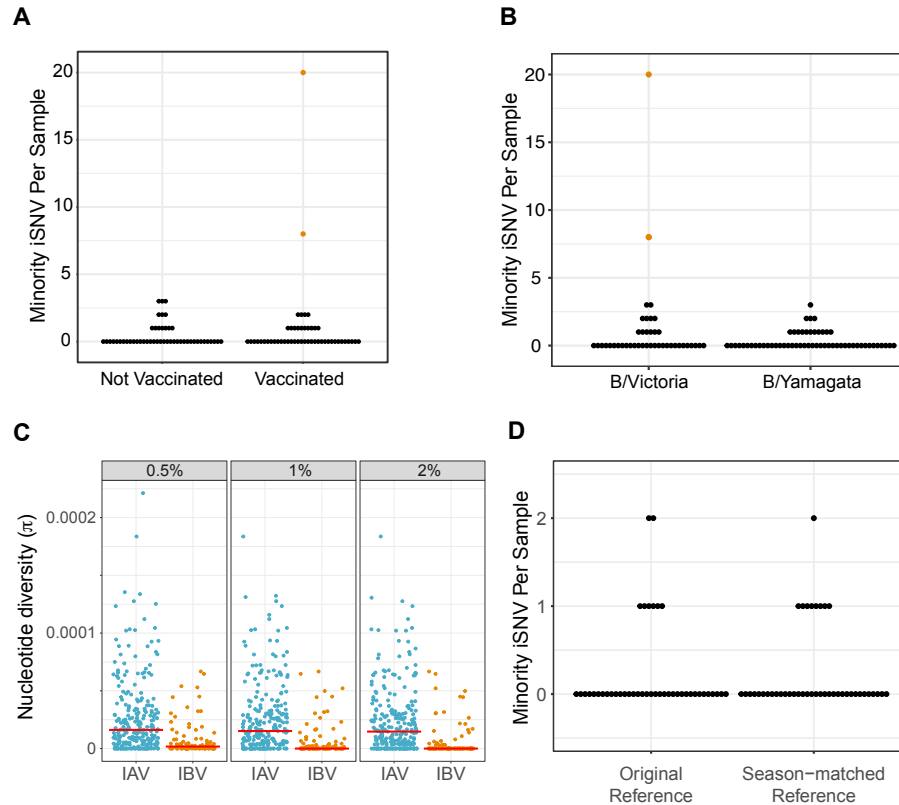 A
Minority iSNV Per Sample
20
15
10
5
0
Not Vaccinated
Vaccinated
B
Minority iSNV Per Sample
20
15
10
5
0
B/Victoria
B/Yamagata
C
0.5%
1%
2%
Nucleotide diversity (π)
0.0002
0.0001
0
IAV
IBV
IAV
IBV
IAV
IBV
D
Minority iSNV Per Sample
2
1
0
Original
Reference
Season−matched
Reference